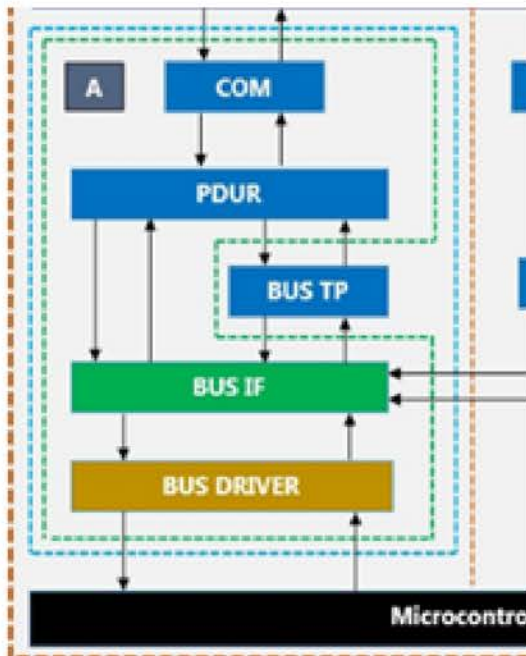 A
COM
PDUR
BUS TP
BUS IF
BUS DRIVER
Microcontro